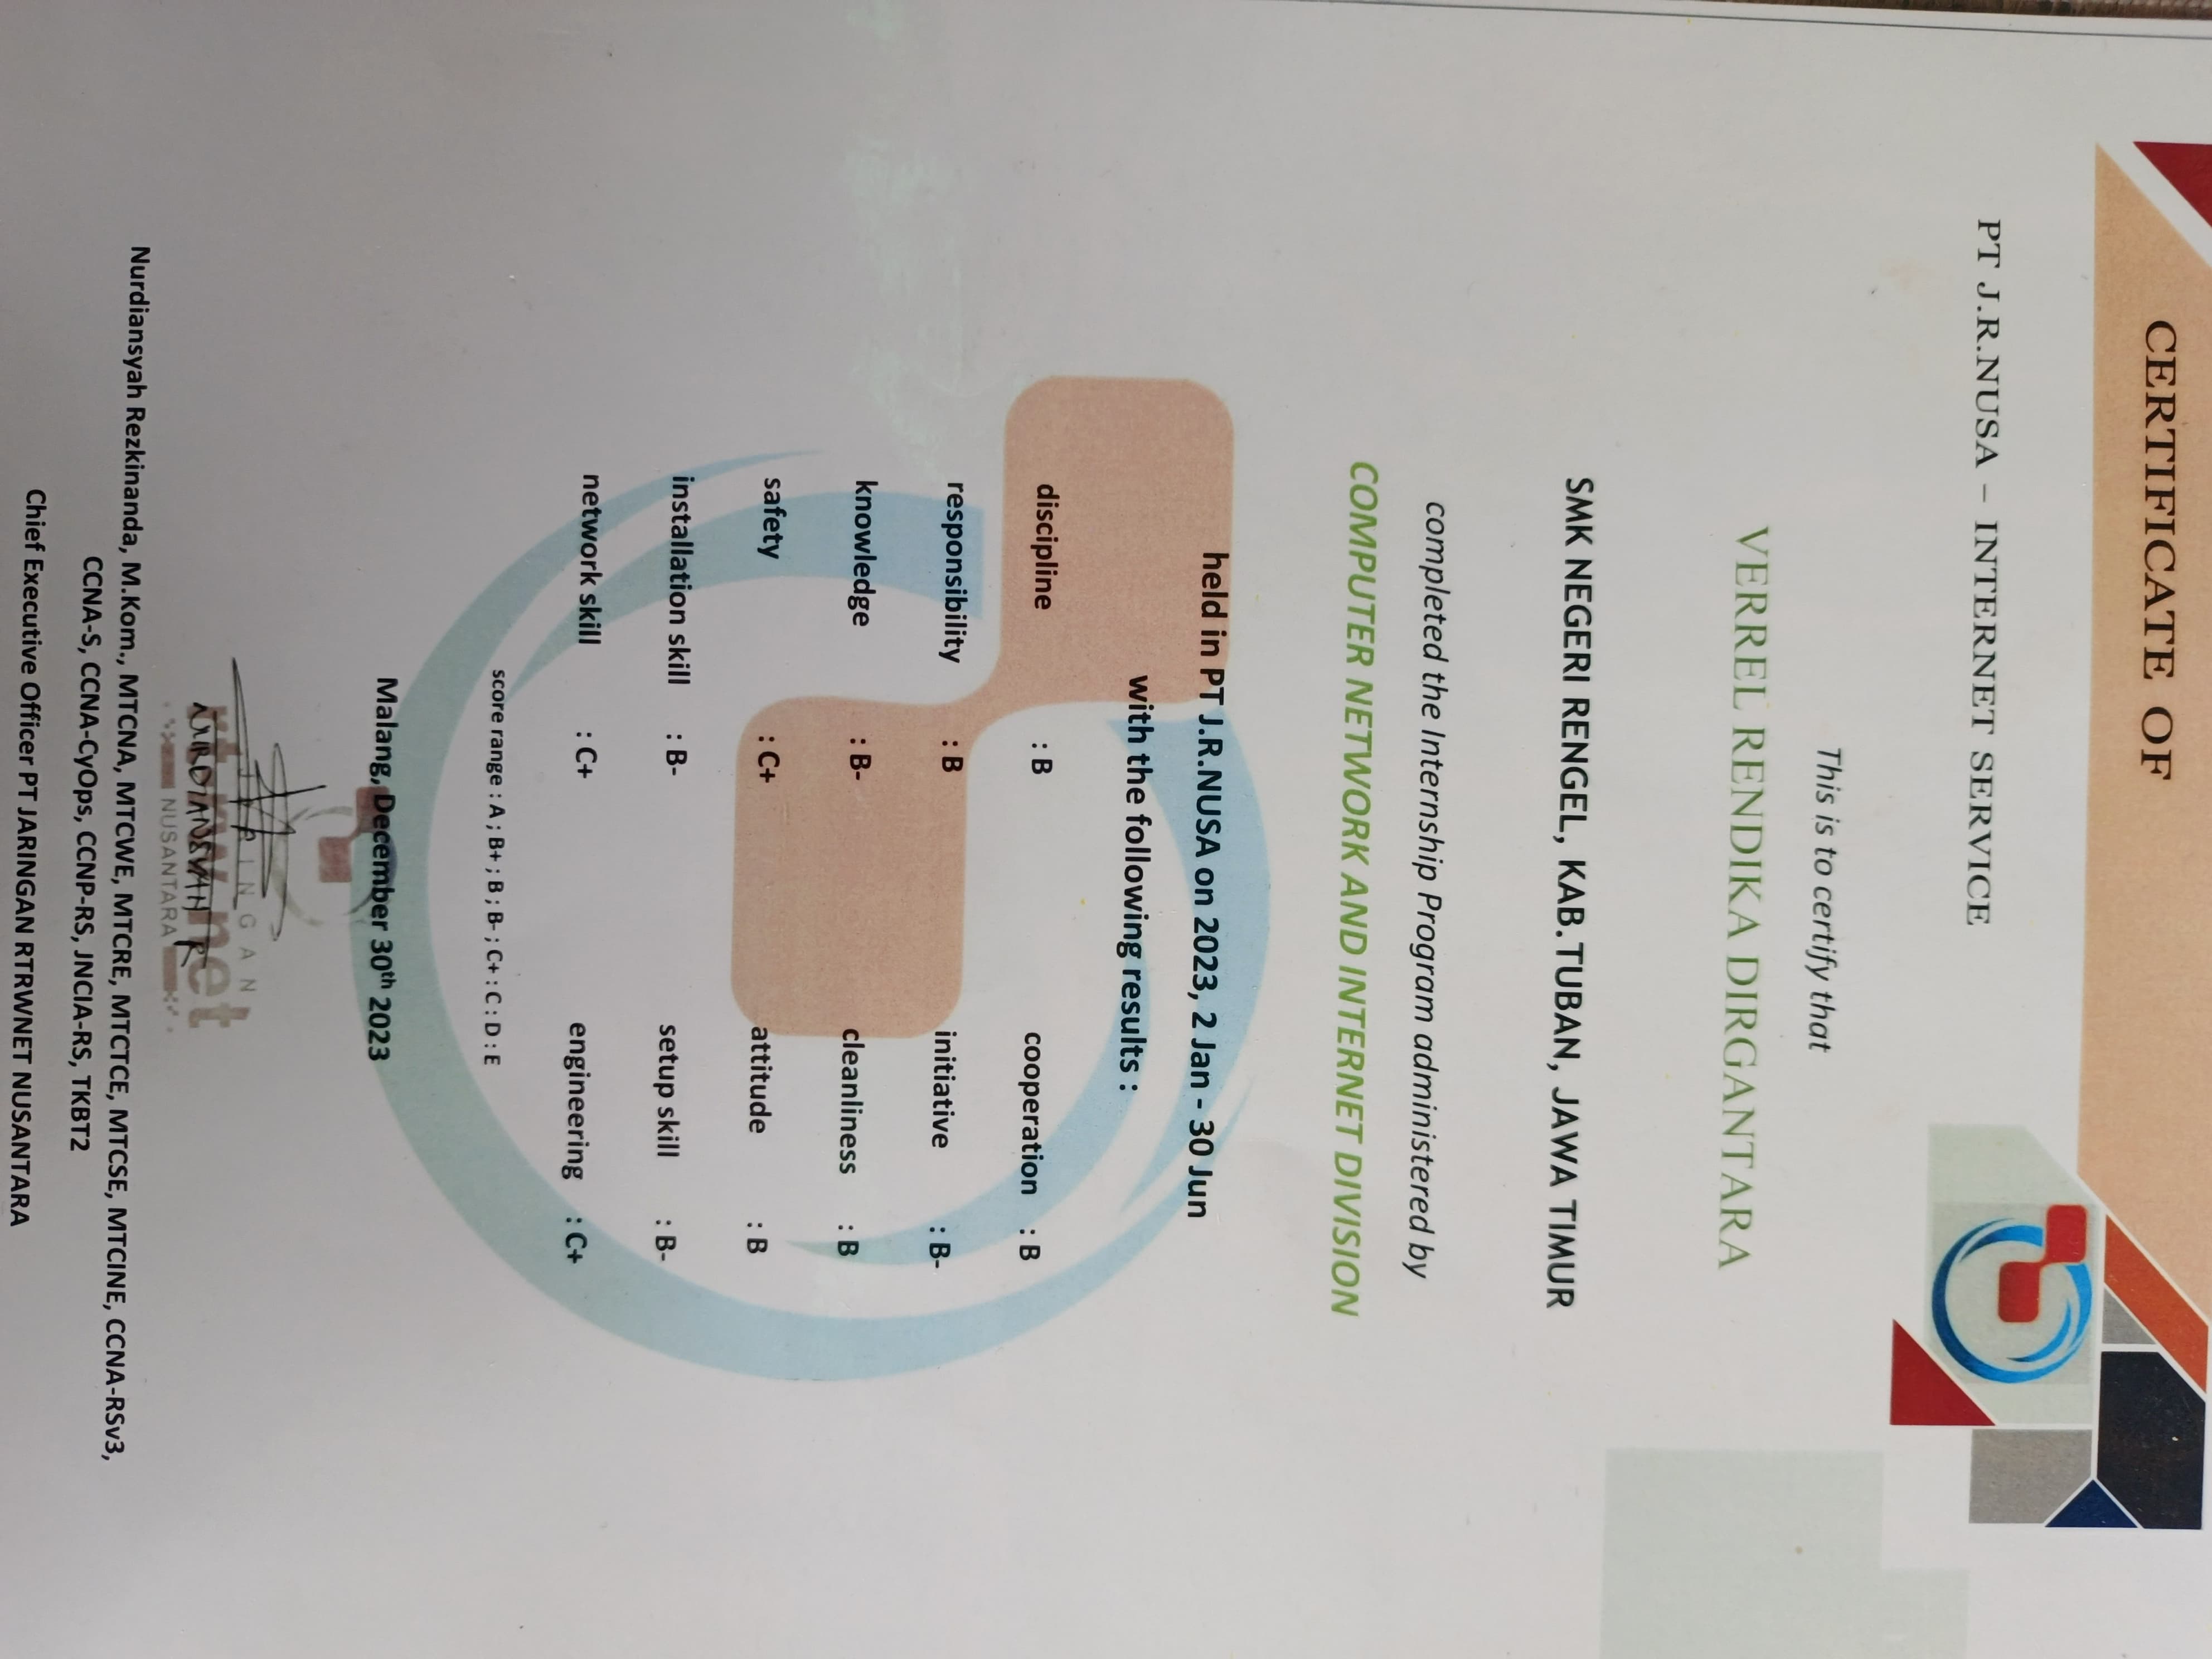 CERTIFICATE OF
PT J.R.NUSA – INTERNET SERVICE
This is to certify that
VERREL RENDIKA DIRGANTARA
SMK NEGERI RENGEL, KAB.TUBAN, JAWA TIMUR
completed the Internship Program administered by
COMPUTER NETWORK AND INTERNET DIVISION
held in PT J.R.NUSA on 2023, 2 Jan - 30 Jun
with the following results :
discipline : B cooperation : B
responsibility : B initiative : B-
knowledge : B- cleanliness : B
safety : C+ attitude : B
installation skill : B- setup skill : B-
network skill : C+ engineering : C+
score range : A ; B+ ; B ; B- ; C+ : C : D : E
Malang, December 30th 2023
NURDIANSYAH R
NUSANTARA
Nurdiansyah Rezkinanda, M.Kom., MTCNA, MTCWE, MTCRE, MTCTCE, MTCSE, MTCINE, CCNA-RSv3,
CCNA-S, CCNA-CyOps, CCNP-RS, JNCIA-RS, TKBT2
Chief Executive Officer PT JARINGAN RTRWNET NUSANTARA